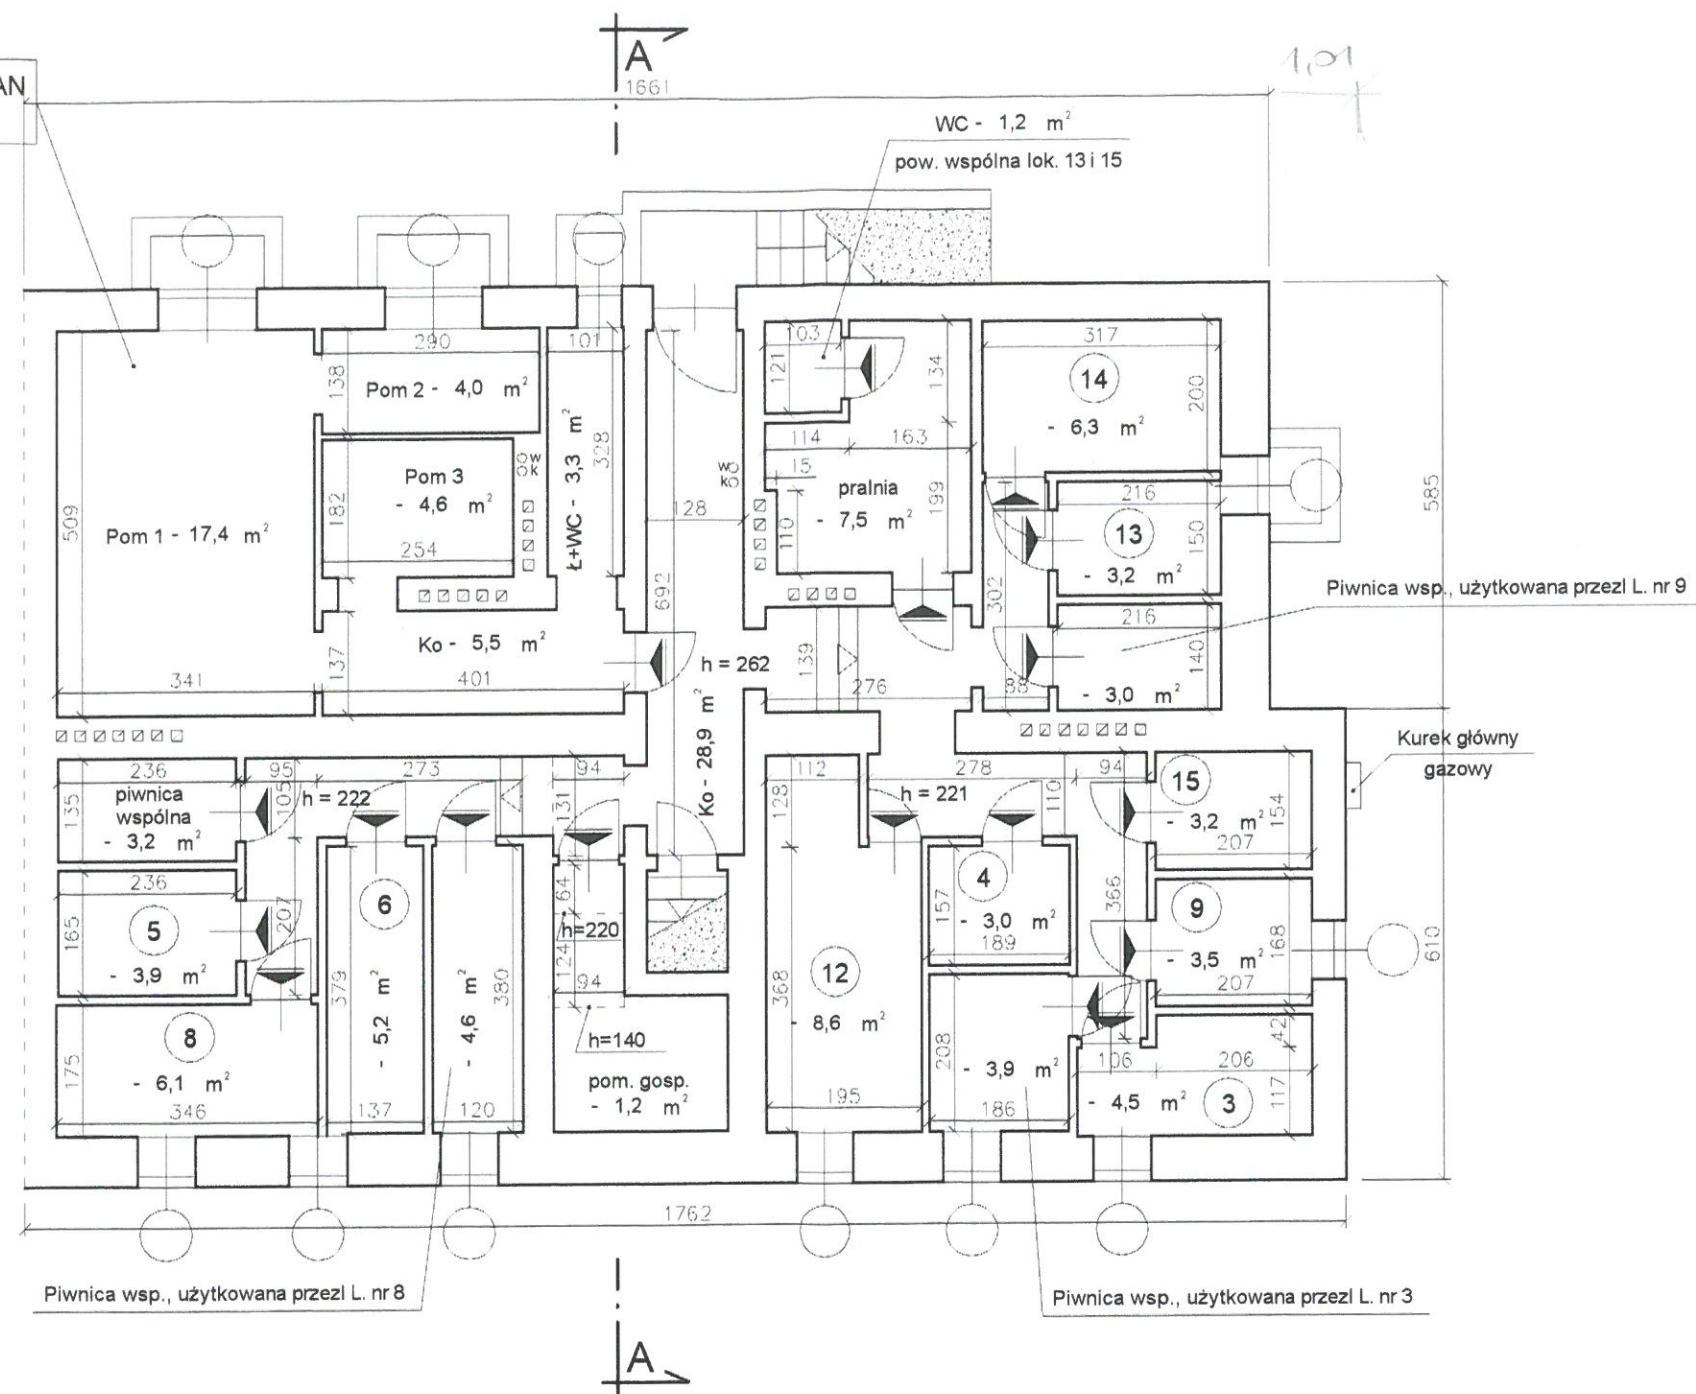 AN
A
1661
1,01
WC - 1,2 m²
pow. wspólna lok. 13 i 15
103
121
134
317
14
- 6,3 m²
200
290
101
138
Pom 2 - 4,0 m²
Ł+WC - 3,3 m²
328
Pom 3
- 4,6 m²
182
254
w
k
509
Pom 1 - 17,4 m²
341
137
Ko - 5,5 m²
401
128
692
w
k
114
163
15
110
199
pralnia
- 7,5 m²
302
216
13
- 3,2 m²
150
585
Piwnica wsp., użytkowana przezl L. nr 9
216
140
- 3,0 m²
h = 262
139
276
88
Ko - 28,9 m²
Kurek główny
gazowy
236
135
piwnica
wspólna
- 3,2 m²
95
105
273
h = 222
94
131
112
128
278
h = 221
110
94
15
- 3,2 m²
154
207
236
165
5
- 3,9 m²
207
6
379
- 5,2 m²
137
- 4,6 m²
380
120
64
h=220
124
94
h=140
pom. gosp.
- 1,2 m²
12
368
- 8,6 m²
195
4
157
- 3,0 m²
189
366
9
- 3,5 m²
168
207
610
8
- 6,1 m²
175
346
208
- 3,9 m²
186
42
106
206
- 4,5 m²
3
117
1762
Piwnica wsp., użytkowana przezl L. nr 8
Piwnica wsp., użytkowana przezl L. nr 3
A